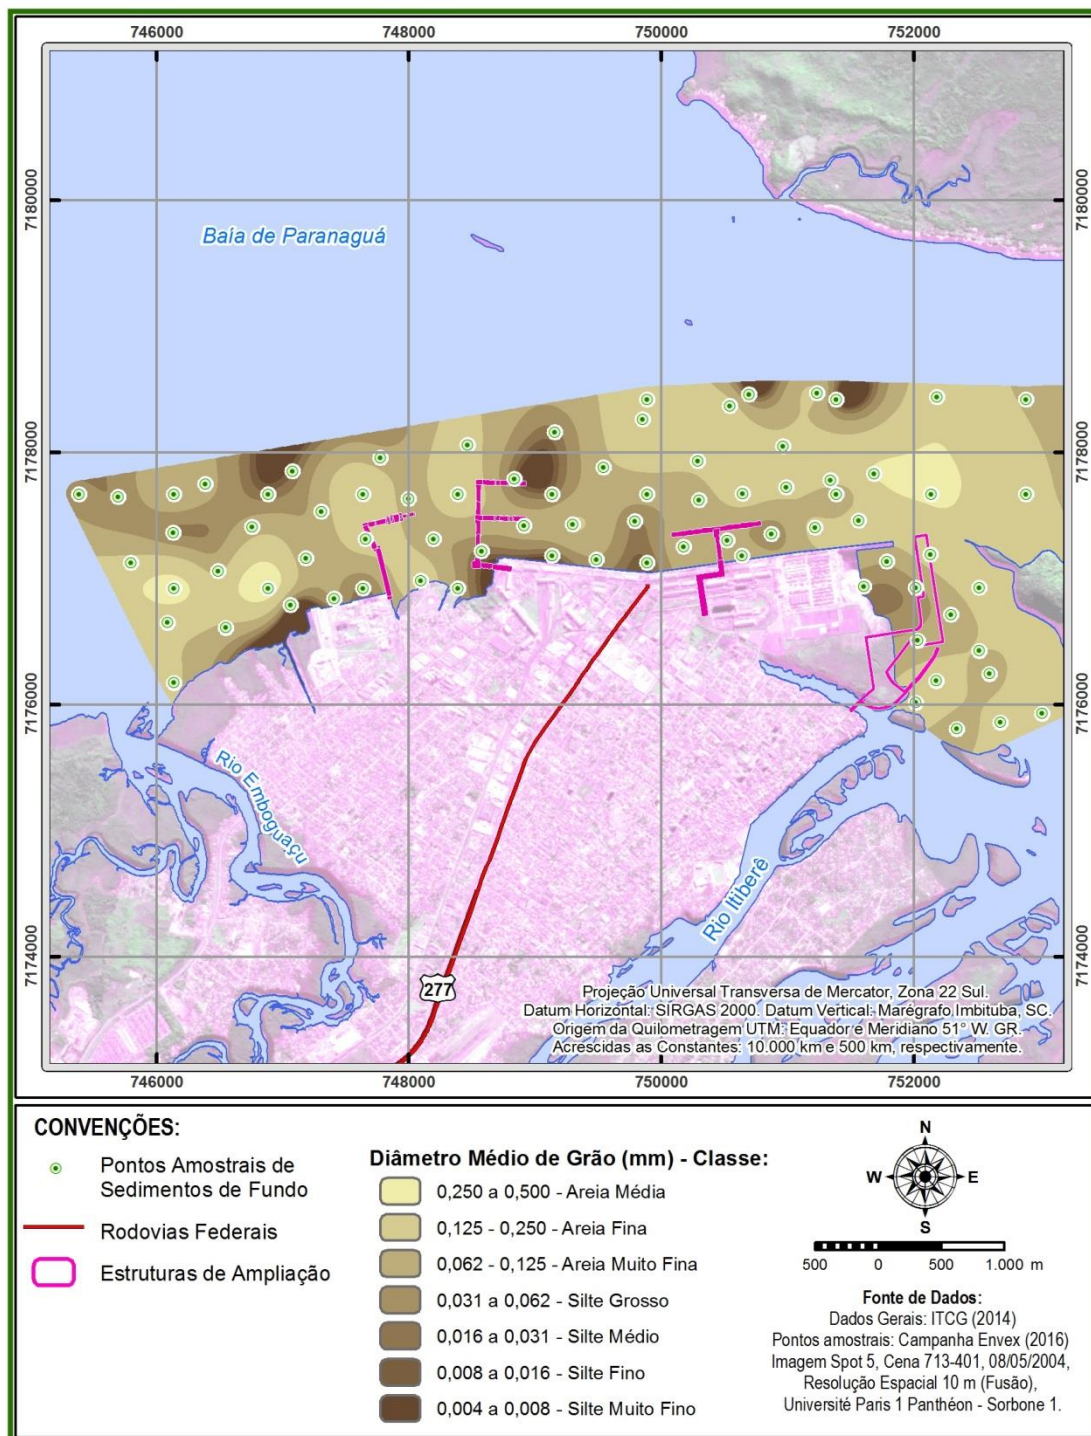 746000 748000 750000 752000
7180000 7180000
Baía de Paranaguá
7178000 7178000
7176000 7176000
Rio Emboguaçu
Rio Itiberê
7174000 7174000
277
Projeção Universal Transversa de Mercator, Zona 22 Sul.
Datum Horizontal: SIRGAS 2000. Datum Vertical: Marégrafo Imbituba, SC.
Origem da Quilometragem UTM: Equador e Meridiano 51° W. GR.
Acrescidas as Constantes: 10.000 km e 500 km, respectivamente.
746000 748000 750000 752000
CONVENÇÕES:
Pontos Amostrais de
Sedimentos de Fundo
Rodovias Federais
Estruturas de Ampliação
Diâmetro Médio de Grão (mm) - Classe:
0,250 a 0,500 - Areia Média
0,125 - 0,250 - Areia Fina
0,062 - 0,125 - Areia Muito Fina
0,031 a 0,062 - Silte Grosso
0,016 a 0,031 - Silte Médio
0,008 a 0,016 - Silte Fino
0,004 a 0,008 - Silte Muito Fino
N
W E
S
500 0 500 1.000 m
Fonte de Dados:
Dados Gerais: ITCG (2014)
Pontos amostrais: Campanha Envex (2016)
Imagem Spot 5, Cena 713-401, 08/05/2004,
Resolução Espacial 10 m (Fusão),
Université Paris 1 Panthéon - Sorbone 1.